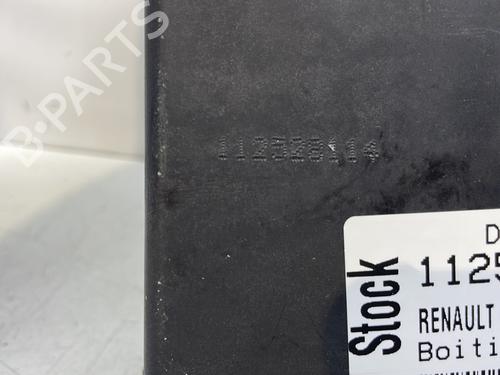 B-PARTS
112528114
Stock
D
1125
RENAULT
Boiti